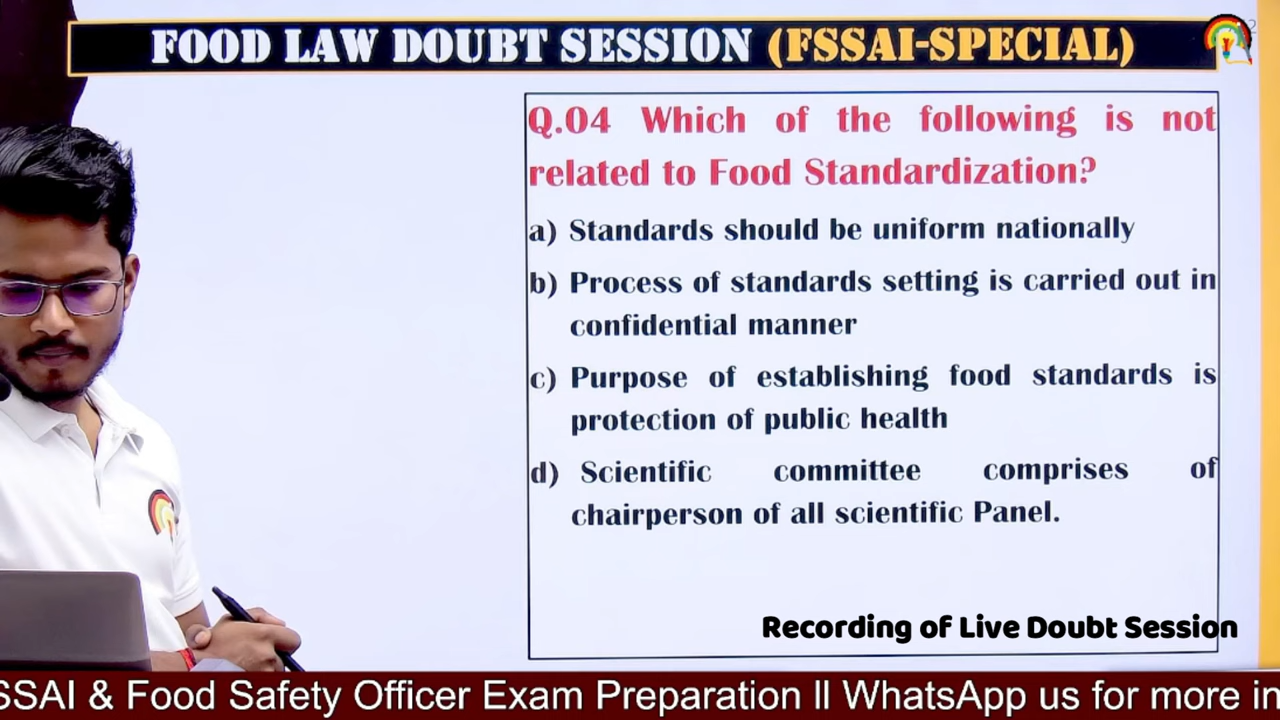 FOOD LAW DOUBT SESSION (FSSAI-SPECIAL)
Q.04 Which of the following is not
related to Food Standardization?
a) Standards should be uniform nationally
b) Process of standards setting is carried out in
confidential manner
c) Purpose of establishing food standards is
protection of public health
d) Scientific committee comprises of
chairperson of all scientific Panel.
Recording of Live Doubt Session
SSAI & Food Safety Officer Exam Preparation ll WhatsApp us for more in